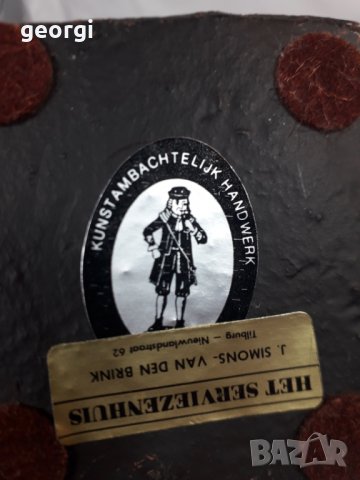 georgi
KUNSTAMBACHTELIJK HANDWERK
HET SERVIEZENHUIS
J. SIMONS- VAN DEN BRINK
Tilburg — Nieuwlandstraat 62
BAZAR